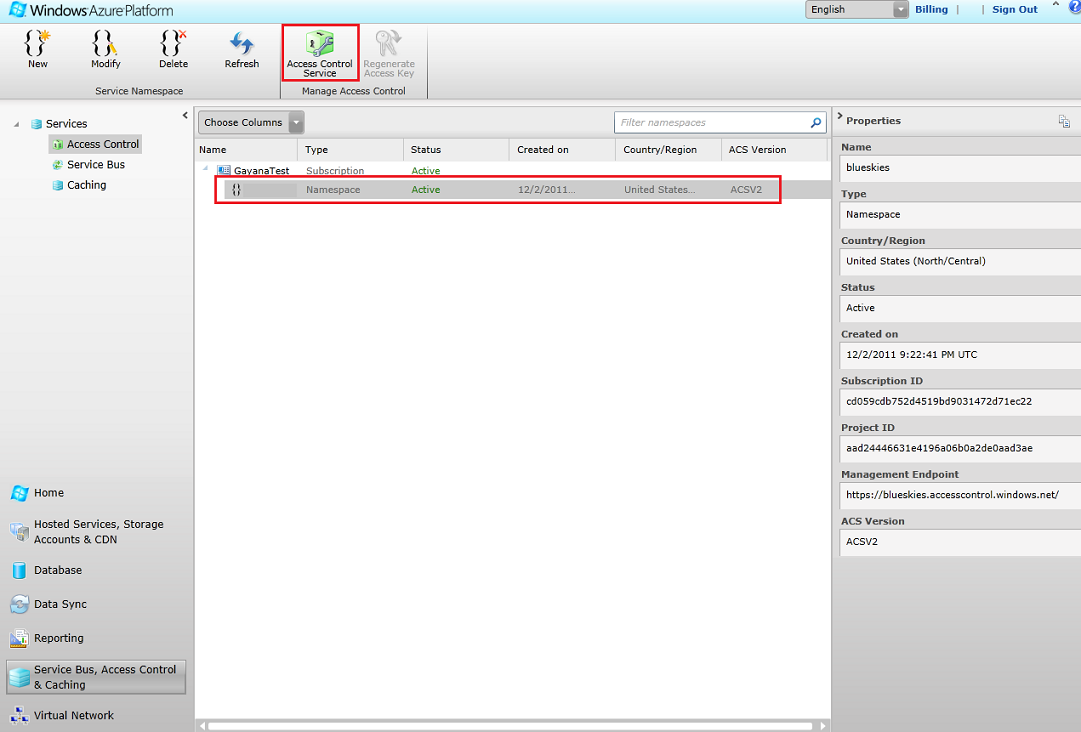 Windows Azure Platform
English
Billing | | Sign Out
New
Modify
Delete
Refresh
Access Control
Service
Regenerate
Access Key
Service Namespace
Manage Access Control
Services
Access Control
Service Bus
Caching
Home
Hosted Services, Storage
Accounts & CDN
Database
Data Sync
Reporting
Service Bus, Access Control
& Caching
Virtual Network
Choose Columns
Filter namespaces
Name Type Status Created on Country/Region ACS Version
GayanaTest Subscription Active
{} Namespace Active 12/2/2011... United States... ACSV2
Properties
Name
blueskies
Type
Namespace
Country/Region
United States (North/Central)
Status
Active
Created on
12/2/2011 9:22:41 PM UTC
Subscription ID
cd059cdb752d4519bd9031472d71ec22
Project ID
aad24446631e4196a06b0a2de0aad3ae
Management Endpoint
https://blueskies.accesscontrol.windows.net/
ACS Version
ACSV2